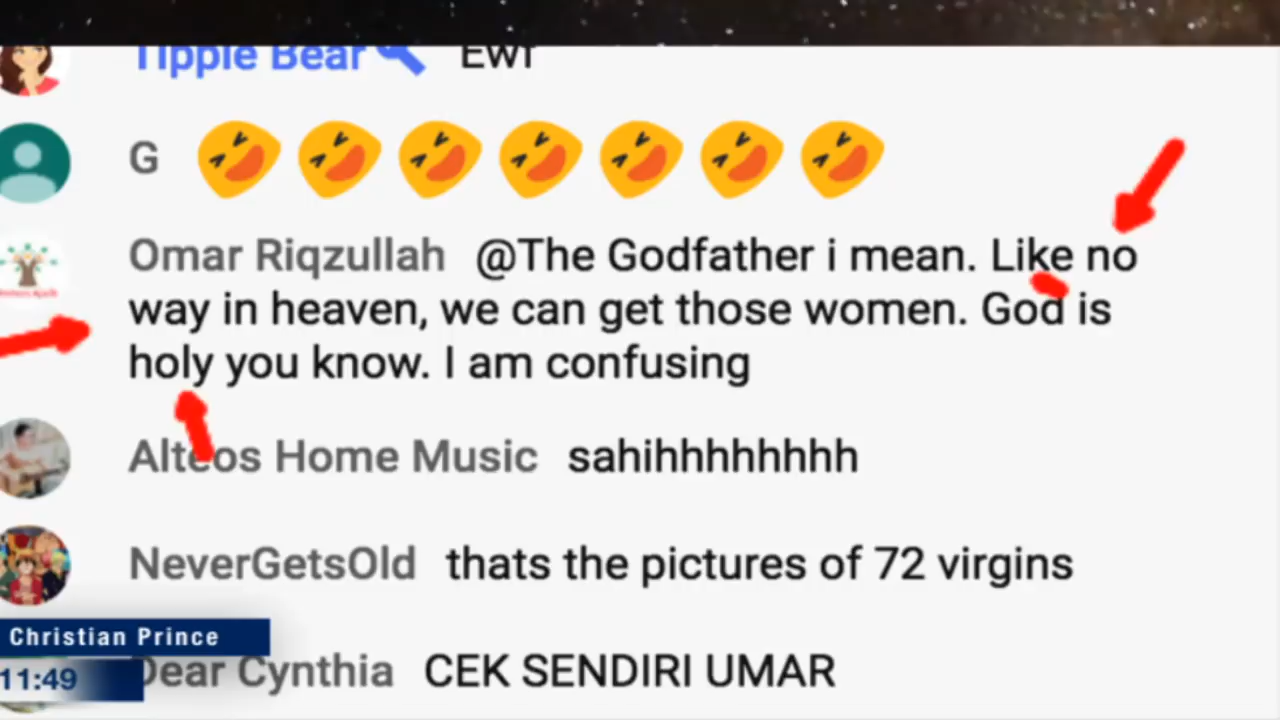 Tipple Bear Ewf
G
Omar Riqzullah @The Godfather i mean. Like no
way in heaven, we can get those women. God is
holy you know. I am confusing
Alteos Home Music sahihhhhhhhhh
NeverGetsOld thats the pictures of 72 virgins
Christian Prince
Dear Cynthia CEK SENDIRI UMAR
11:49